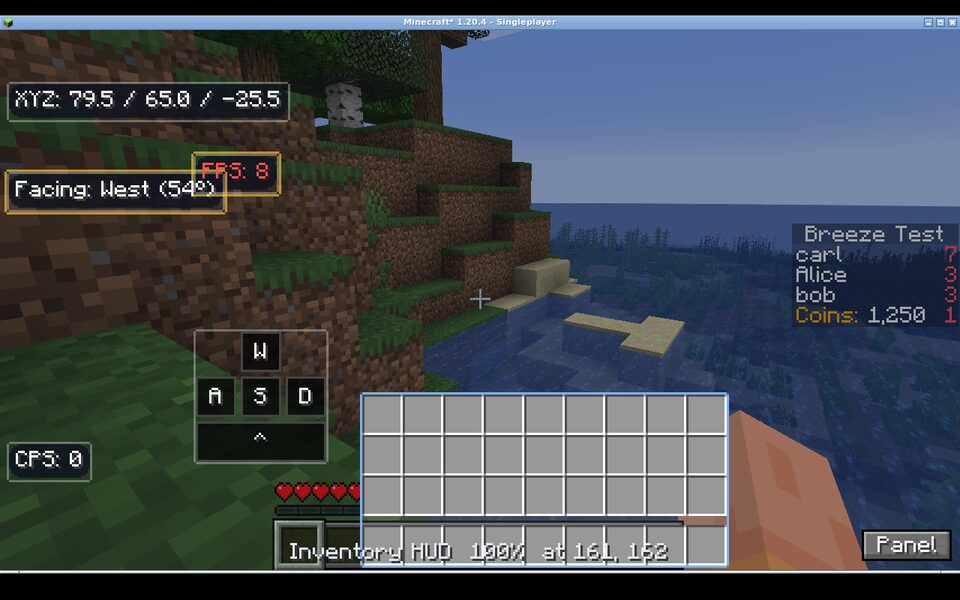 Minecraft* 1.20.4 - Singleplayer
XYZ: 79.5 / 65.0 / -25.5
FPS: 8
Facing: West (54º)
Breeze Test
carl 7
Alice 3
bob 3
Coins: 1,250 1
W
A S D
^
CPS: 0
Inventory HUD 100% at 161, 162
Panel